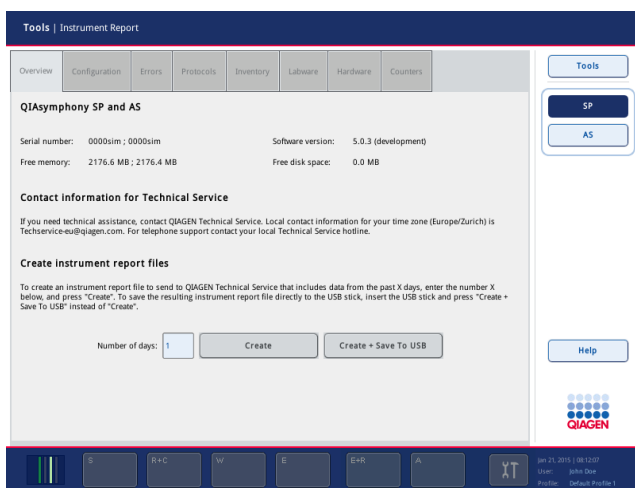 Tools | Instrument Report
Overview Configuration Errors Protocols Inventory Labware Hardware Counters
Tools
SP
AS
QIAsymphony SP and AS
Serial number: 0000sim ; 0000sim Software version: 5.0.3 (development)
Free memory: 2176.6 MB ; 2176.4 MB Free disk space: 0.0 MB
Contact information for Technical Service
If you need technical assistance, contact QIAGEN Technical Service. Local contact information for your time zone (Europe/Zurich) is
Techservice-eu@qiagen.com. For telephone support contact your local Technical Service hotline.
Create instrument report files
To create an instrument report file to send to QIAGEN Technical Service that includes data from the past X days, enter the number X
below, and press "Create". To save the resulting instrument report file directly to the USB stick, insert the USB stick and press "Create +
Save To USB" instead of "Create".
Number of days: 1 Create Create + Save To USB
Help
QIAGEN
S R+C W E E+R A
Jan 21, 2015 | 08:12:07
User: John Doe
Profile: Default Profile 1